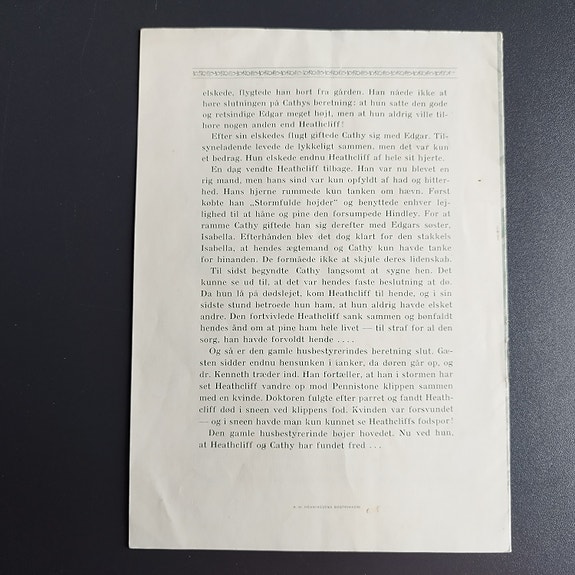 elskede, flygtede han bort fra gården. Han nåede ikke at
høre slutningen på Cathys beretning: at hun satte den gode
og retsindige Edgar meget højt, men at hun aldrig ville til-
høre nogen anden end Heathcliff!
Efter sin elskedes flugt giftede Cathy sig med Edgar. Til-
syneladende levede de lykkeligt sammen, men det var kun
et bedrag. Hun elskede endnu Heathcliff af hele sit hjerte.
En dag vendte Heathcliff tilbage. Han var nu blevet en
rig mand, men hans sind var kun opfyldt af had og bitter-
hed. Hans hjerne rummede kun tanken om hævn. Først
købte han „Stormfulde højder" og benyttede enhver lej-
lighed til at håne og pine den forsumpede Hindley. For at
ramme Cathy giftede han sig derefter med Edgars søster,
Isabella. Efterhånden blev det dog klart for den stakkels
Isabella, at hendes ægtemand og Cathy kun havde tanke
for hinanden. De formåede ikke at skjule deres lidenskab.
Til sidst begyndte Cathy langsomt at sygne hen. Det
kunne se ud til, at det var hendes faste beslutning at dø.
Da hun lå på dødslejet, kom Heathcliff til hende, og i sin
sidste stund betroede hun ham, at hun aldrig havde elsket
andre. Den fortvivlede Heathcliff sank sammen og bønfaldt
hendes ånd om at pine ham hele livet — til straf for al den
sorg, han havde forvoldt hende ....
Og så er den gamle husbestyrerindes beretning slut. Gæ-
sten sidder endnu hensunken i tanker, da døren går op, og
dr. Kenneth træder ind. Han fortæller, at han i stormen har
set Heathcliff vandre op mod Pennistone klippen sammen
med en kvinde. Doktoren fulgte efter parret og fandt Heath-
cliff død i sneen ved klippens fod. Kvinden var forsvundet
— og i sneen havde man kun kunnet se Heathcliffs fodspor!
Den gamle husbestyrerinde højer hovedet. Nu ved hun,
at Heathcliff og Cathy har fundet fred ...